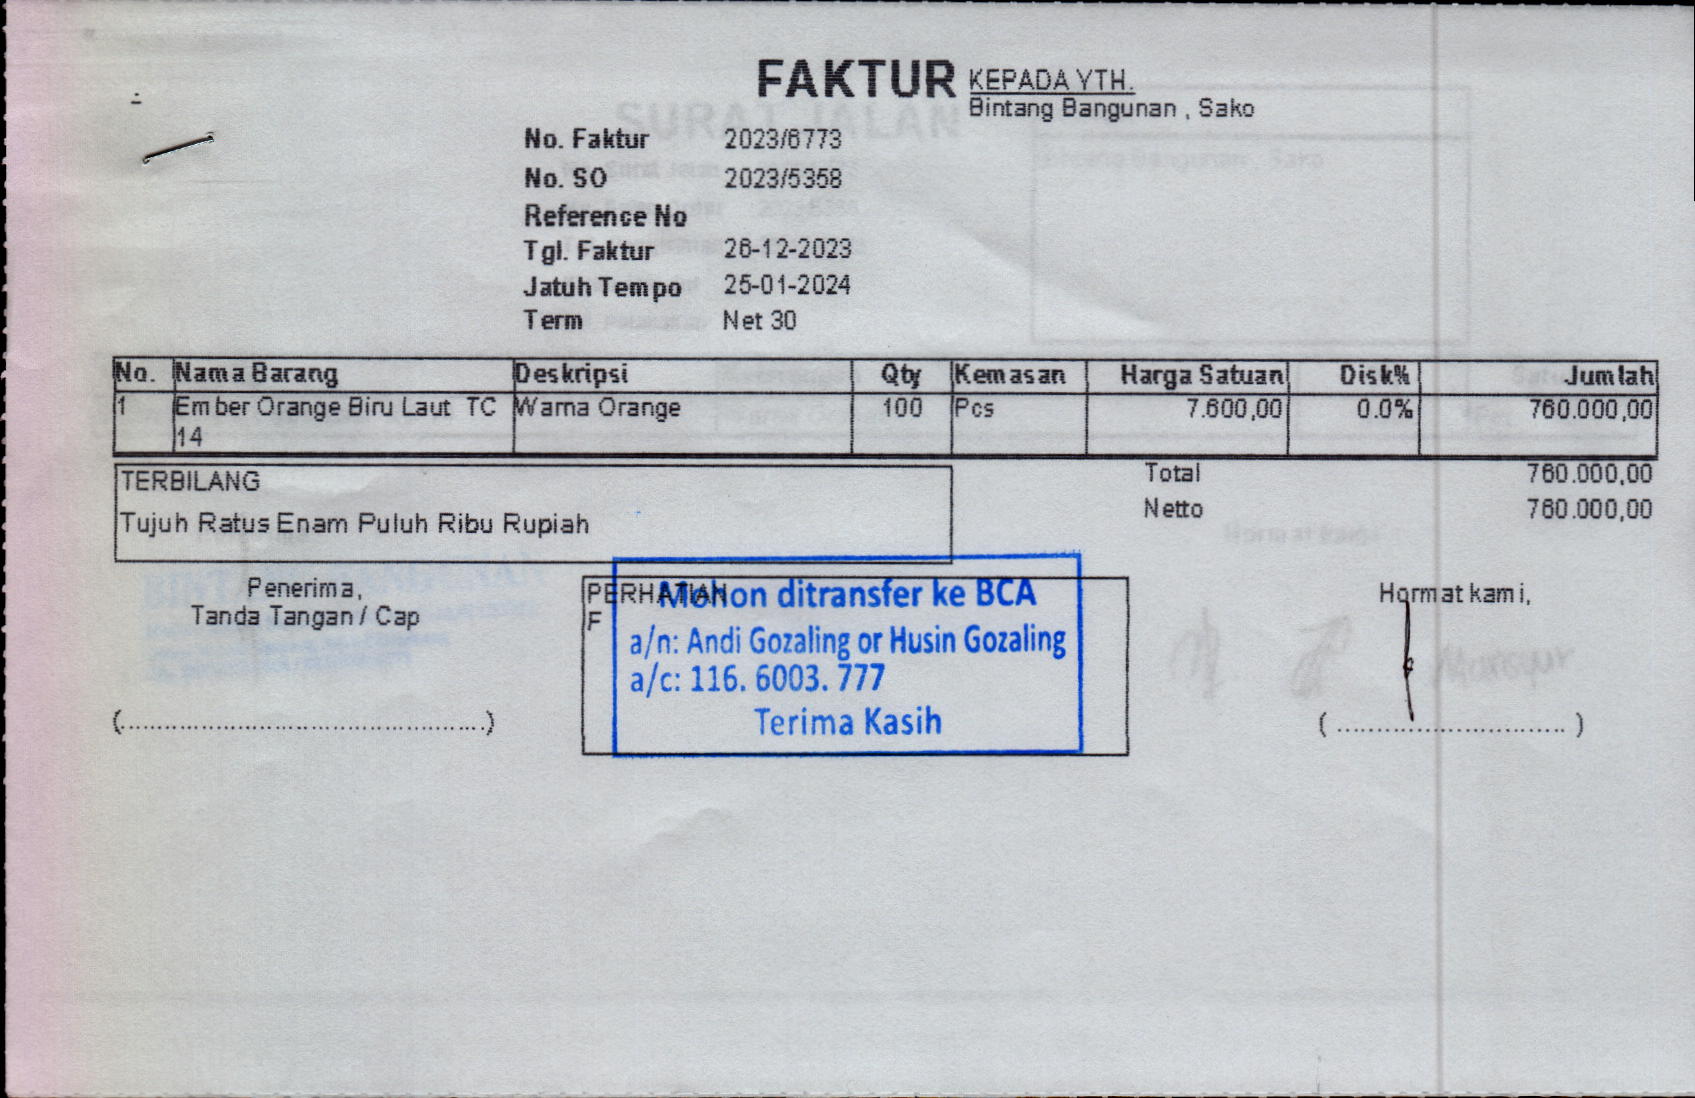 FAKTUR
KEPADA YTH.
Bintang Bangunan , Sako
No. Faktur 2023/6773
No. SO 2023/5358
Reference No
Tgl. Faktur 26-12-2023
Jatuh Tempo 25-01-2024
Term Net 30
No. Nama Barang Deskripsi Qty Kemasan Harga Satuan Disk% Jumlah
1 Ember Orange Biru Laut TC Warna Orange 100 Pcs 7.600,00 0.0% 760.000,00
14
TERBILANG
Tujuh Ratus Enam Puluh Ribu Rupiah
Total 760.000,00
Netto 760.000,00
Penerima,
Tanda Tangan / Cap
(..............................................)
PERHATIAN
F
Mohon ditransfer ke BCA
a/n: Andi Gozaling or Husin Gozaling
a/c: 116. 6003. 777
Terima Kasih
Hormat kami,
( ............................ )